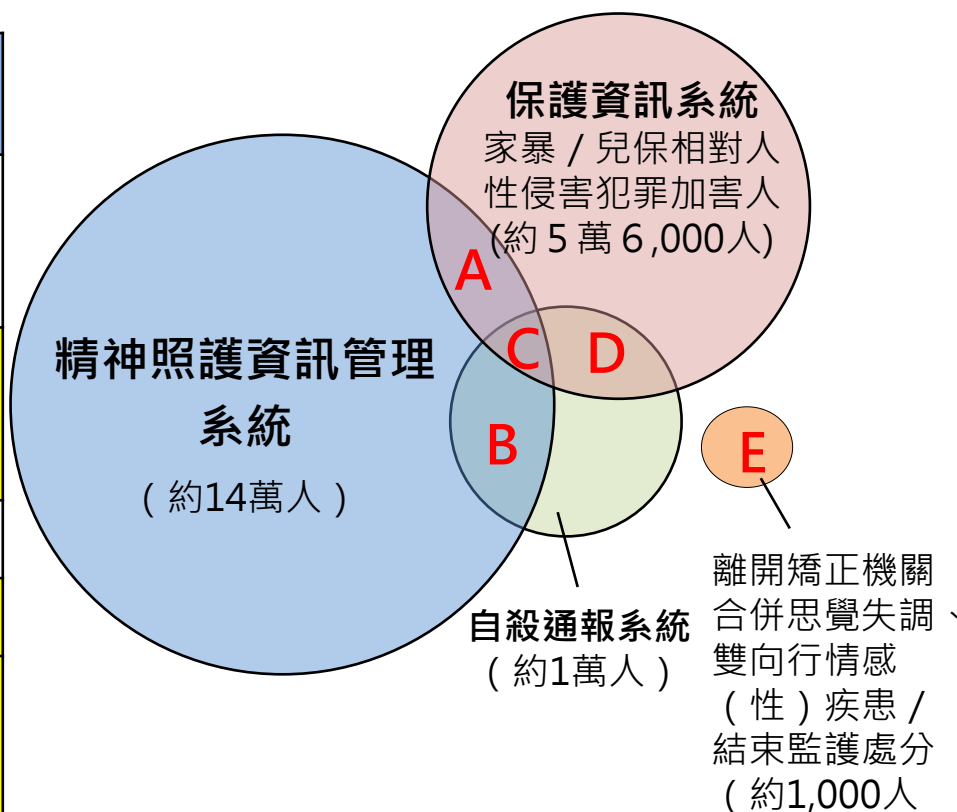 保護資訊系統
家暴／兒保相對人
性侵害犯罪加害人
(約５萬６,000人)
A
精神照護資訊管理
系統
（約14萬人）
C
D
B
E
自殺通報系統
（約1萬人）
離開矯正機關
合併思覺失調、
雙向行情感
（性）疾患／
結束監護處分
（約1,000人